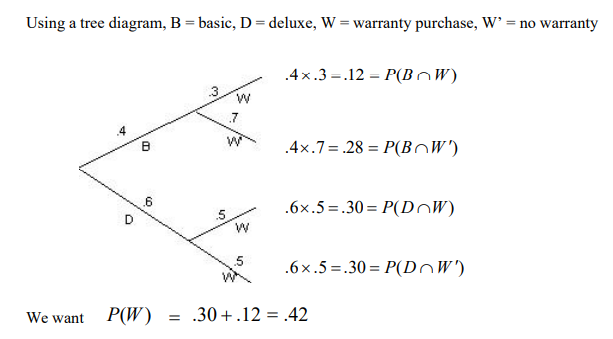 Using a tree diagram, B = basic, D = deluxe, W = warranty purchase, W’ = no warranty
.4×.3 = .12 = P(B∩W)
.3
W
.7
.4
B
W'
.4×.7 = .28 = P(B∩W')
.6
D
.5
W
.6×.5 = .30 = P(D∩W)
.5
W'
.6×.5 = .30 = P(D∩W')
We want P(W) = .30 + .12 = .42